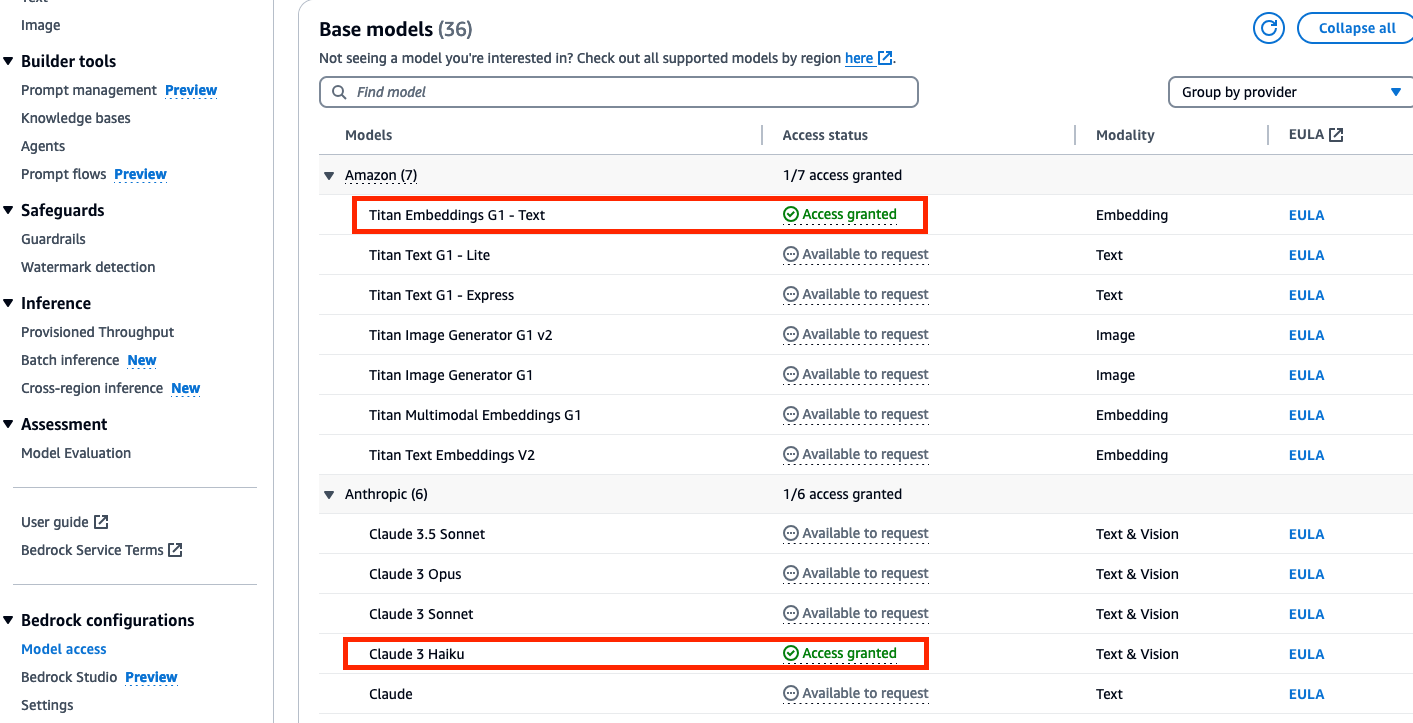 Text
Image
Builder tools
Prompt management Preview
Knowledge bases
Agents
Prompt flows Preview
Safeguards
Guardrails
Watermark detection
Inference
Provisioned Throughput
Batch inference New
Cross-region inference New
Assessment
Model Evaluation
User guide
Bedrock Service Terms
Bedrock configurations
Model access
Bedrock Studio Preview
Settings
Base models (36)
Collapse all
Not seeing a model you're interested in? Check out all supported models by region here.
Find model
Group by provider
Models Access status Modality EULA
Amazon (7) 1/7 access granted
Titan Embeddings G1 - Text Access granted Embedding EULA
Titan Text G1 - Lite Available to request Text EULA
Titan Text G1 - Express Available to request Text EULA
Titan Image Generator G1 v2 Available to request Image EULA
Titan Image Generator G1 Available to request Image EULA
Titan Multimodal Embeddings G1 Available to request Embedding EULA
Titan Text Embeddings V2 Available to request Embedding EULA
Anthropic (6) 1/6 access granted
Claude 3.5 Sonnet Available to request Text & Vision EULA
Claude 3 Opus Available to request Text & Vision EULA
Claude 3 Sonnet Available to request Text & Vision EULA
Claude 3 Haiku Access granted Text & Vision EULA
Claude Available to request Text EULA